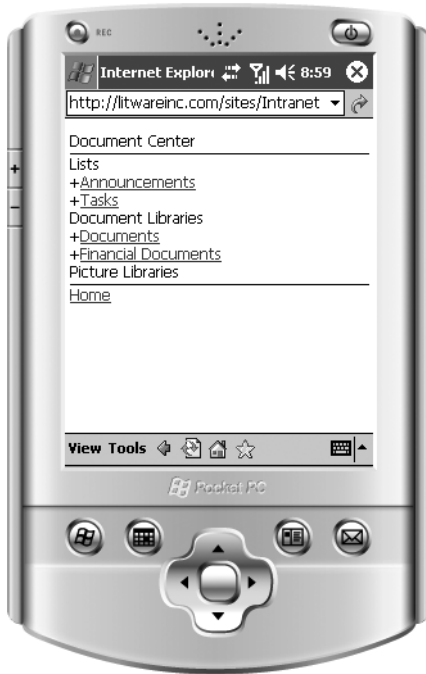 REC
Internet Explor 8:59
http://litwareinc.com/sites/Intranet
Document Center
Lists
+Announcements
+Tasks
Document Libraries
+Documents
+Financial Documents
Picture Libraries
Home
View Tools
Pocket PC
+
-